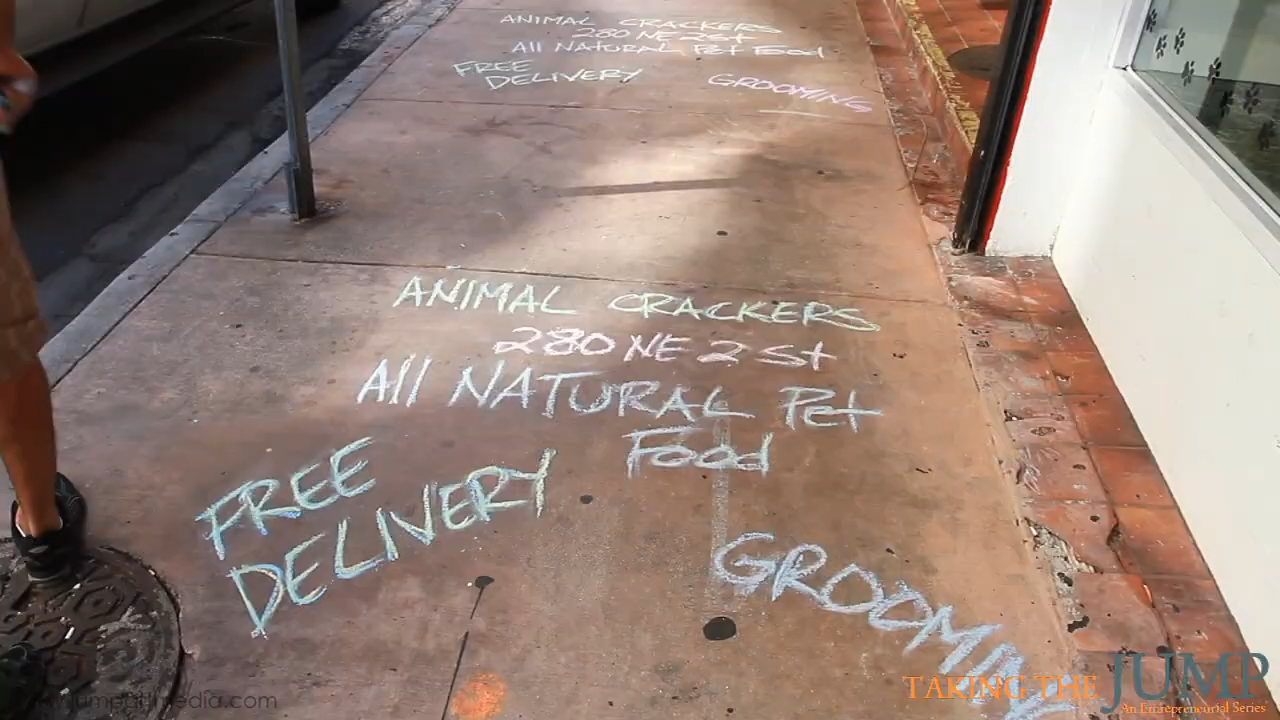 ANIMAL CRACKERS
280 NE 2 St
All NATURAL Pet Food
FREE
DELIVERY
GROOMING
ANIMAL CRACKERS
280 NE 2 St
All NATURAL Pet
Food
FREE
DELIVERY
GROOMING
TAKING THE JUMP
An Entrepreneurial Series